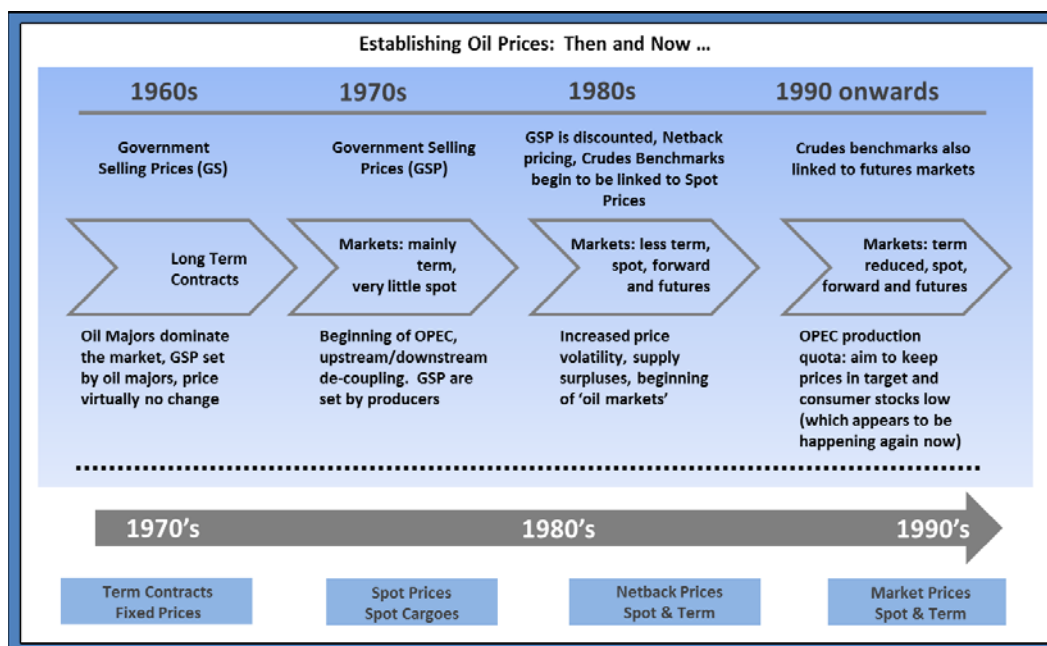 Establishing Oil Prices: Then and Now ...
1960s
1970s
1980s
1990 onwards
Government
Selling Prices (GS)
Government Selling
Prices (GSP)
GSP is discounted, Netback
pricing, Crudes Benchmarks
begin to be linked to Spot
Prices
Crudes benchmarks also
linked to futures markets
Long Term
Contracts
Markets: mainly
term,
very little spot
Markets: less term,
spot, forward
and futures
Markets: term
reduced, spot,
forward and futures
Oil Majors dominate
the market, GSP set
by oil majors, price
virtually no change
Beginning of OPEC,
upstream/downstream
de-coupling. GSP are
set by producers
Increased price
volatility, supply
surpluses, beginning
of ‘oil markets’
OPEC production
quota: aim to keep
prices in target and
consumer stocks low
(which appears to be
happening again now)
1970’s
1980’s
1990’s
Term Contracts
Fixed Prices
Spot Prices
Spot Cargoes
Netback Prices
Spot & Term
Market Prices
Spot & Term